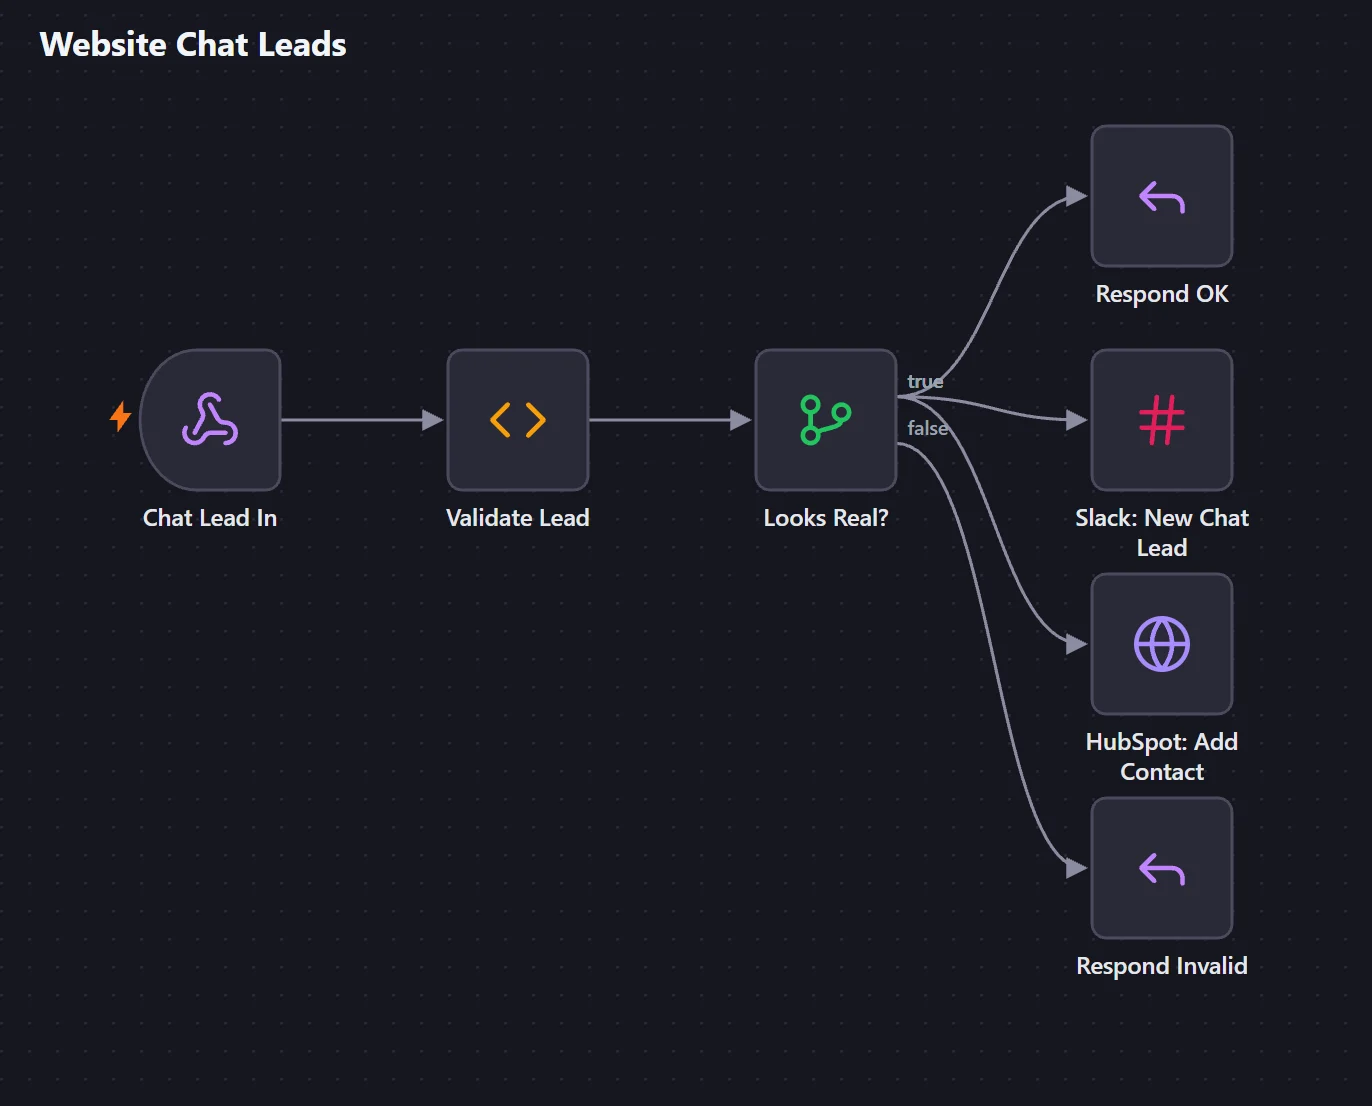 Website Chat Leads
Respond OK
true
false
Chat Lead In
Validate Lead
Looks Real?
Slack: New Chat
Lead
HubSpot: Add
Contact
Respond Invalid